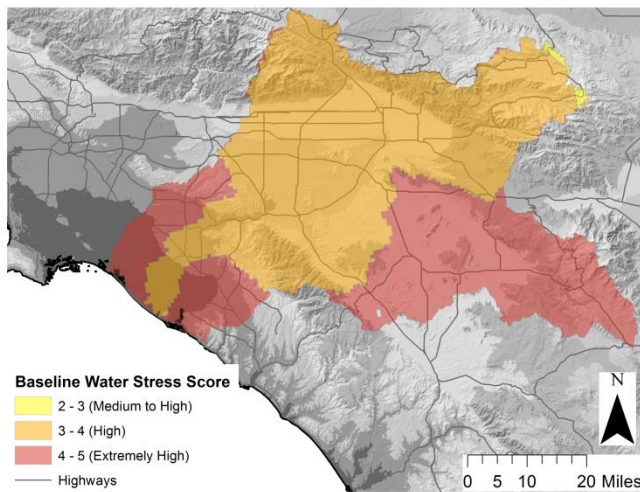 Baseline Water Stress Score
2 - 3 (Medium to High)
3 - 4 (High)
4 - 5 (Extremely High)
Highways
N
0 5 10 20 Miles